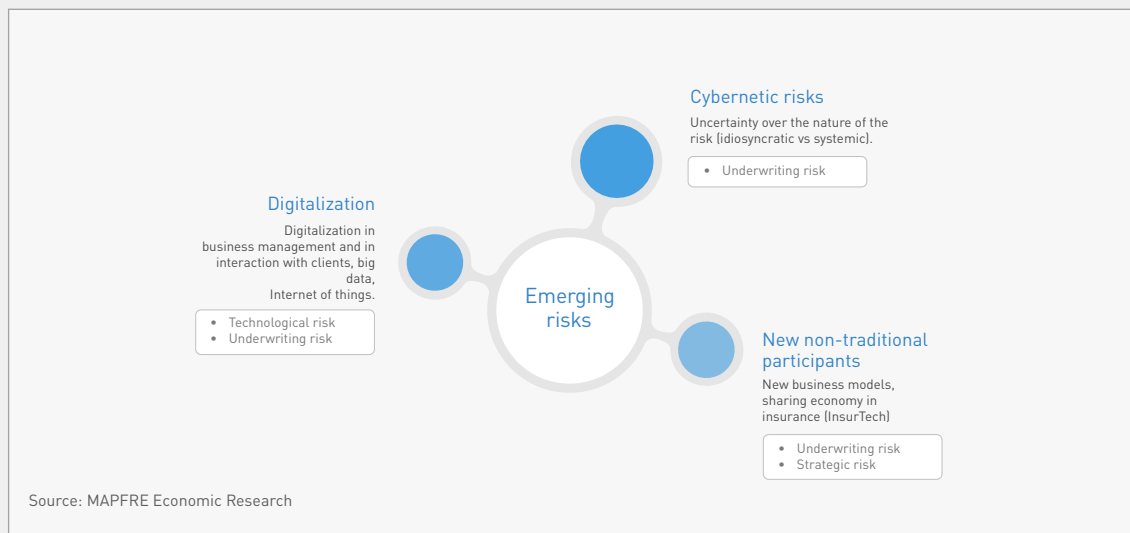 Cybernetic risks
Uncertainty over the nature of the
risk (idiosyncratic vs systemic).
• Underwriting risk
Digitalization
Digitalization in
business management and in
interaction with clients, big
data,
Internet of things.
• Technological risk
• Underwriting risk
Emerging
risks
New non-traditional
participants
New business models,
sharing economy in
insurance (InsurTech)
• Underwriting risk
• Strategic risk
Source: MAPFRE Economic Research